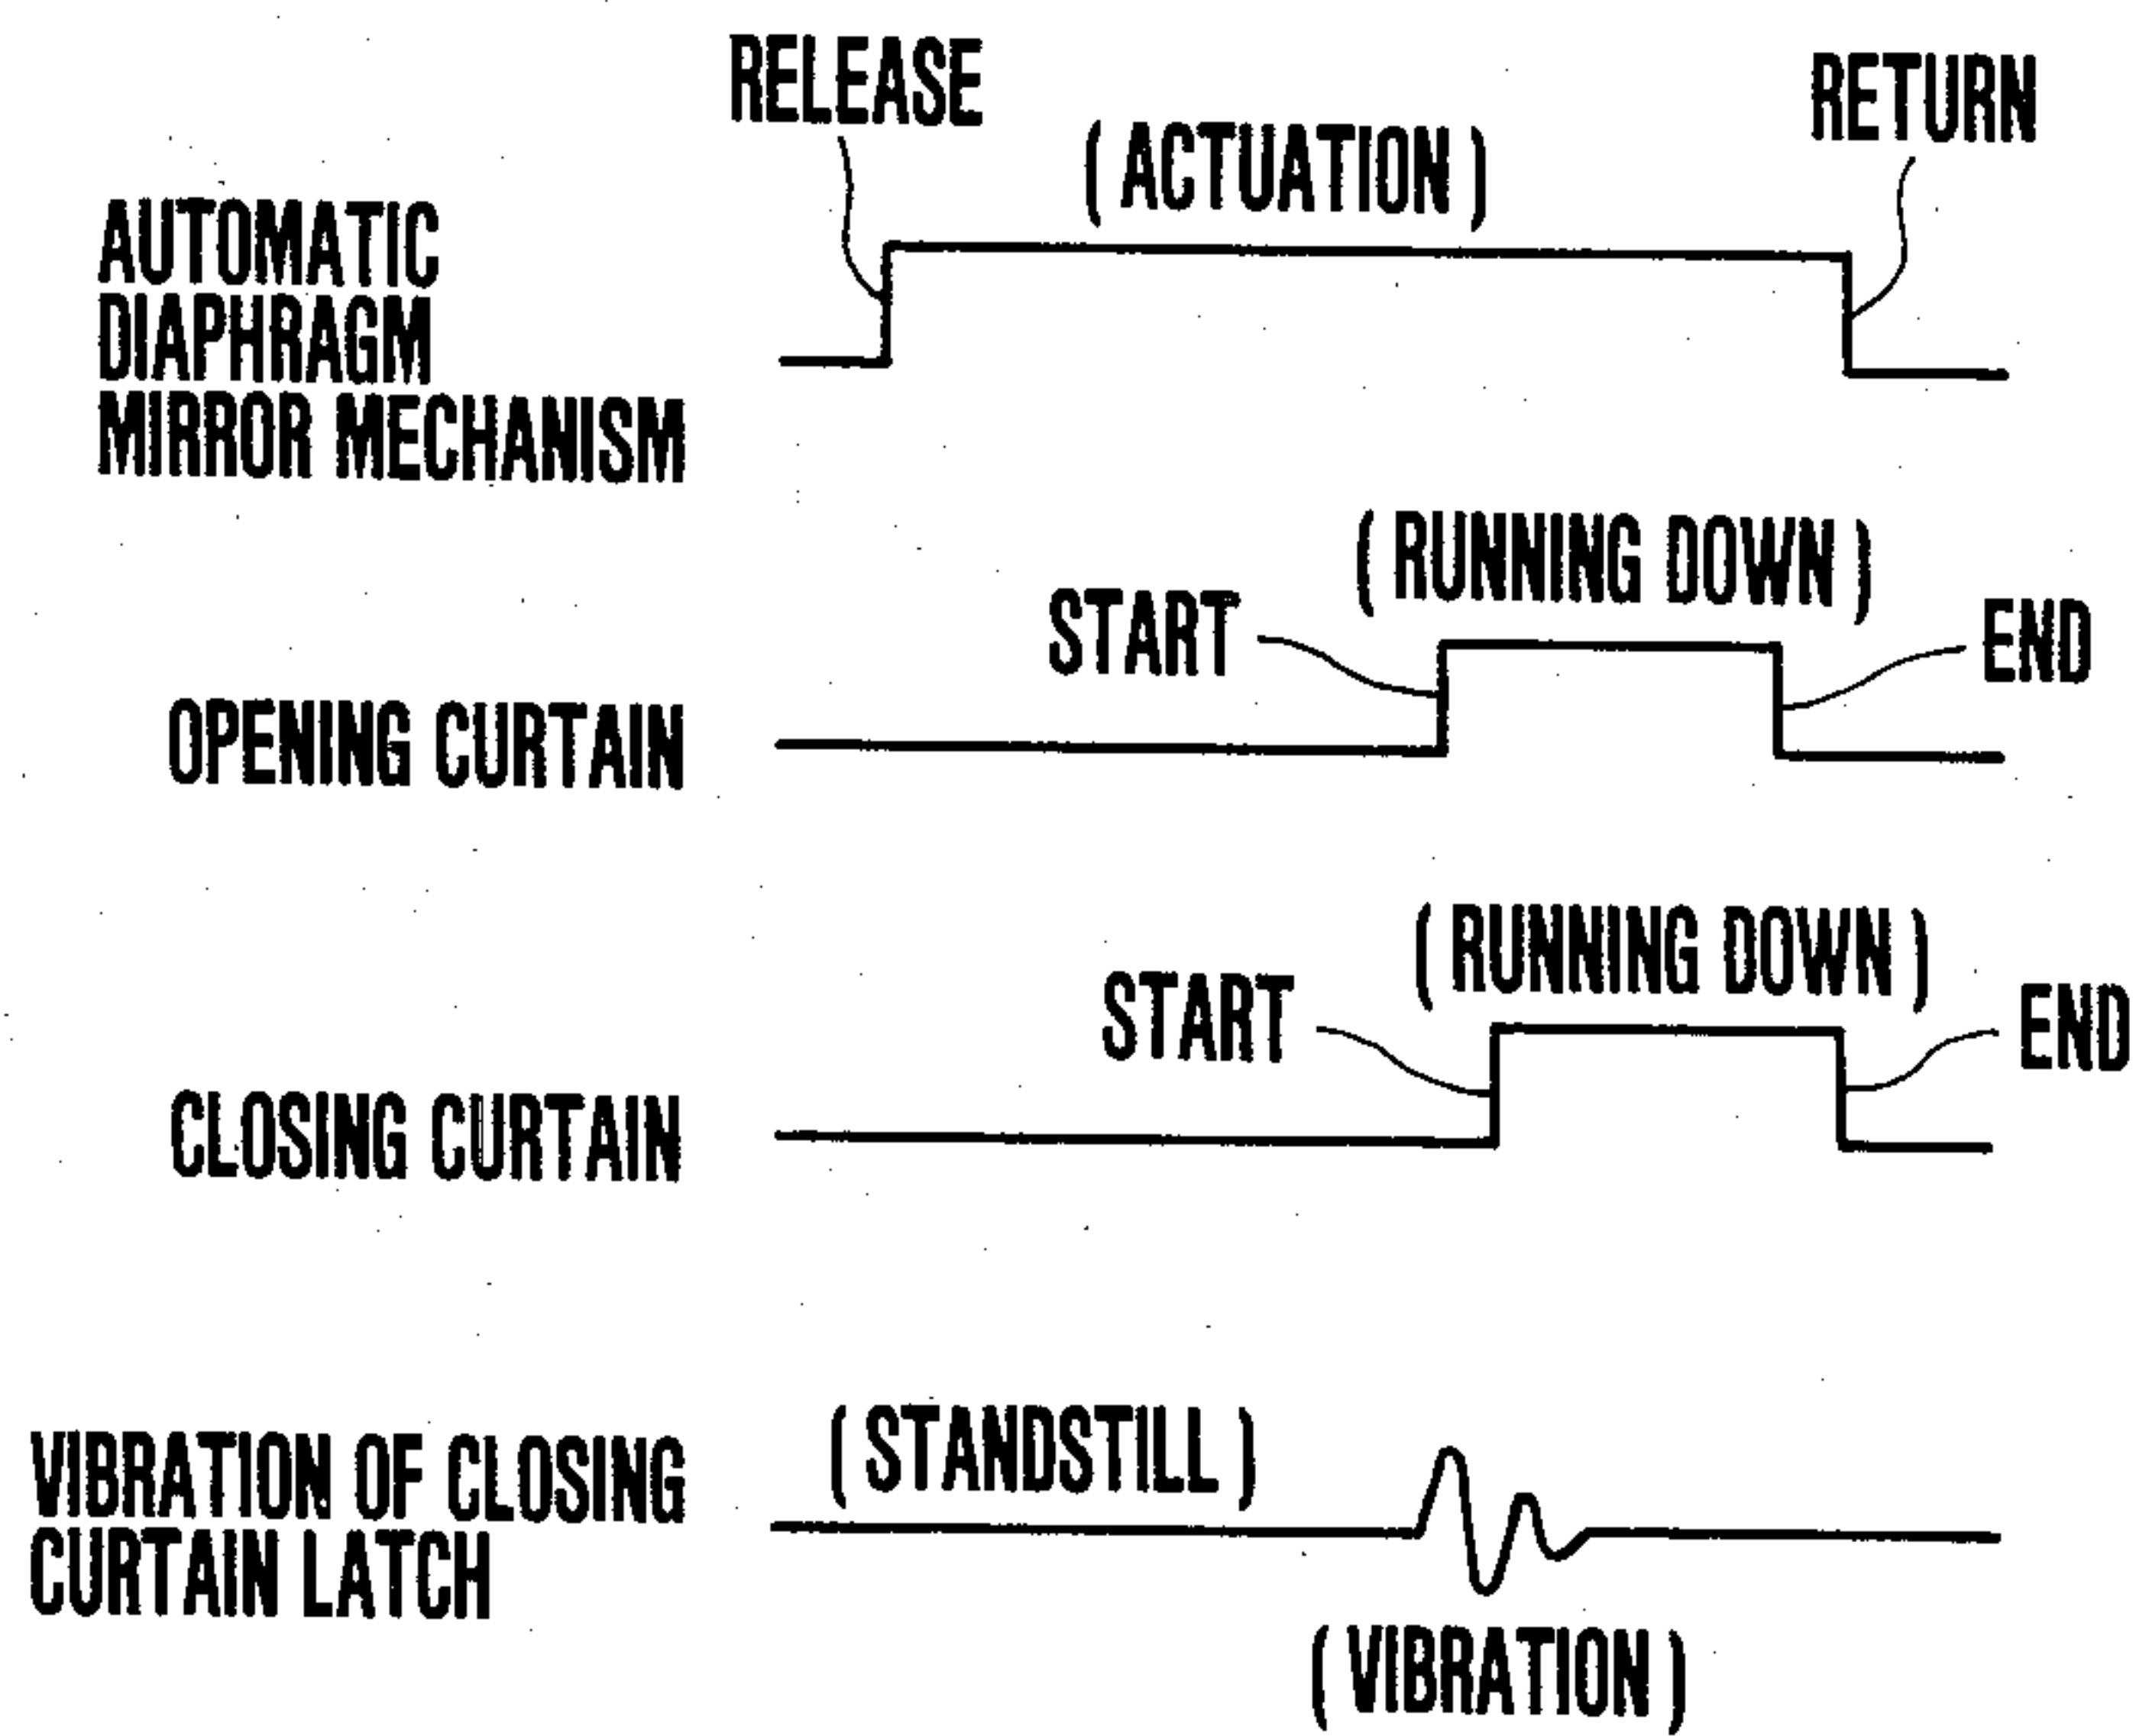 RELEASE
RETURN
( ACTUATION )
AUTOMATIC
DIAPHRAGM
MIRROR MECHANISM
( RUNNING DOWN )
START
END
OPENING CURTAIN
( RUNNING DOWN )
START
END
CLOSING CURTAIN
( STANDSTILL )
VIBRATION OF CLOSING
CURTAIN LATCH
( VIBRATION )